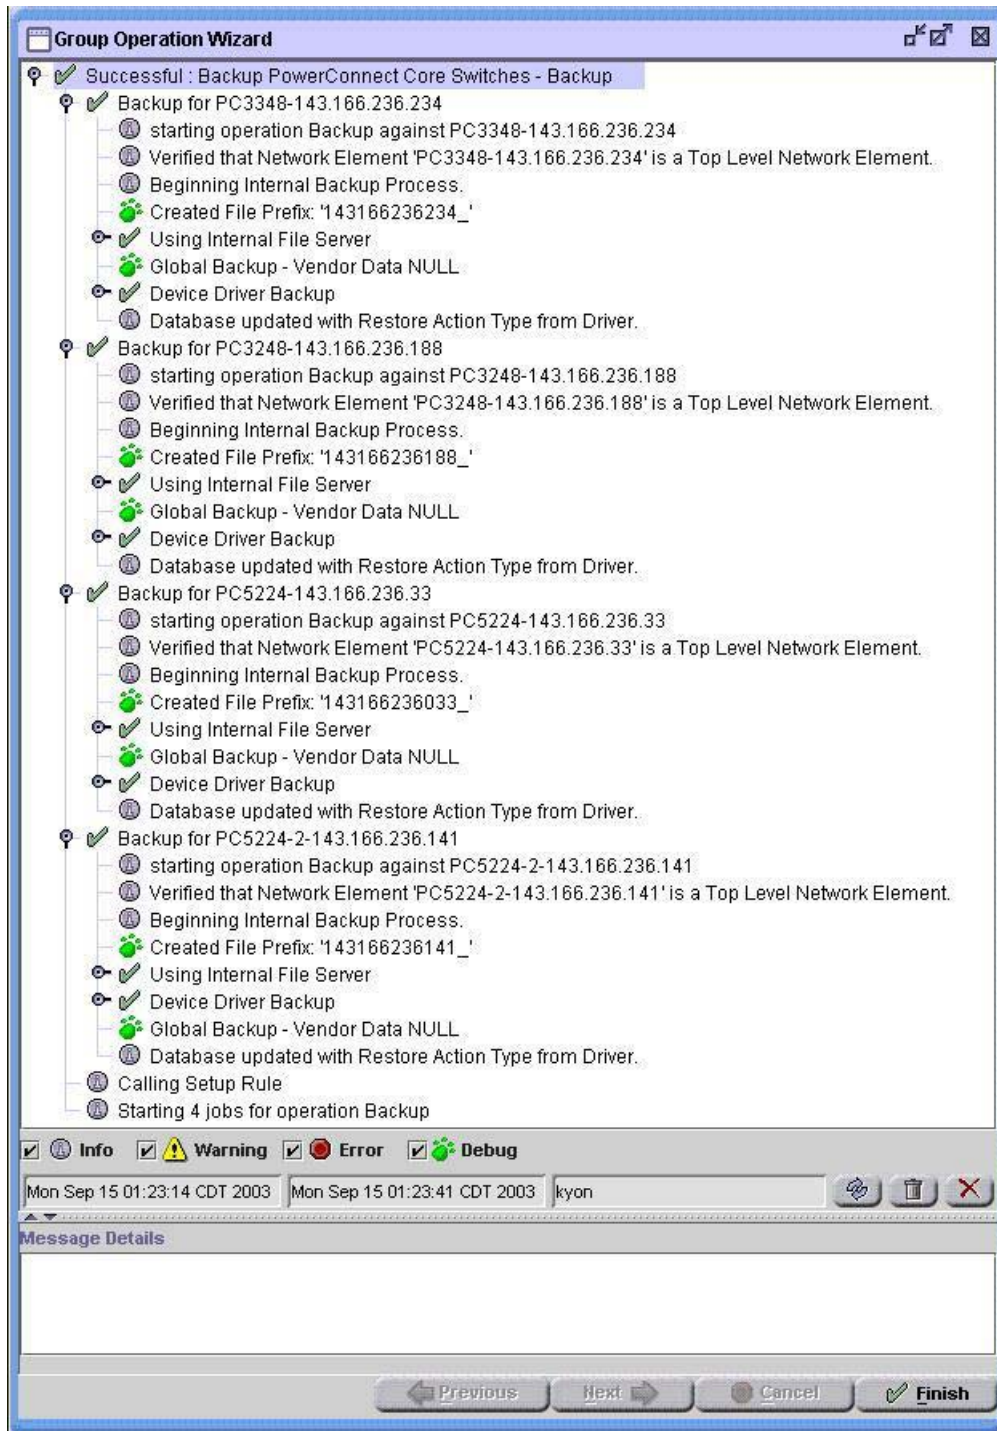 Group Operation Wizard
Successful : Backup PowerConnect Core Switches - Backup
Backup for PC3348-143.166.236.234
starting operation Backup against PC3348-143.166.236.234
Verified that Network Element 'PC3348-143.166.236.234' is a Top Level Network Element.
Beginning Internal Backup Process.
Created File Prefix: '143166236234_'
Using Internal File Server
Global Backup - Vendor Data NULL
Device Driver Backup
Database updated with Restore Action Type from Driver.
Backup for PC3248-143.166.236.188
starting operation Backup against PC3248-143.166.236.188
Verified that Network Element 'PC3248-143.166.236.188' is a Top Level Network Element.
Beginning Internal Backup Process.
Created File Prefix: '143166236188_'
Using Internal File Server
Global Backup - Vendor Data NULL
Device Driver Backup
Database updated with Restore Action Type from Driver.
Backup for PC5224-143.166.236.33
starting operation Backup against PC5224-143.166.236.33
Verified that Network Element 'PC5224-143.166.236.33' is a Top Level Network Element.
Beginning Internal Backup Process.
Created File Prefix: '143166236033_'
Using Internal File Server
Global Backup - Vendor Data NULL
Device Driver Backup
Database updated with Restore Action Type from Driver.
Backup for PC5224-2-143.166.236.141
starting operation Backup against PC5224-2-143.166.236.141
Verified that Network Element 'PC5224-2-143.166.236.141' is a Top Level Network Element.
Beginning Internal Backup Process.
Created File Prefix: '143166236141_'
Using Internal File Server
Device Driver Backup
Global Backup - Vendor Data NULL
Database updated with Restore Action Type from Driver.
Calling Setup Rule
Starting 4 jobs for operation Backup
Info Warning Error Debug
Mon Sep 15 01:23:14 CDT 2003 Mon Sep 15 01:23:41 CDT 2003 kyon
Message Details
Previous Next Cancel Finish